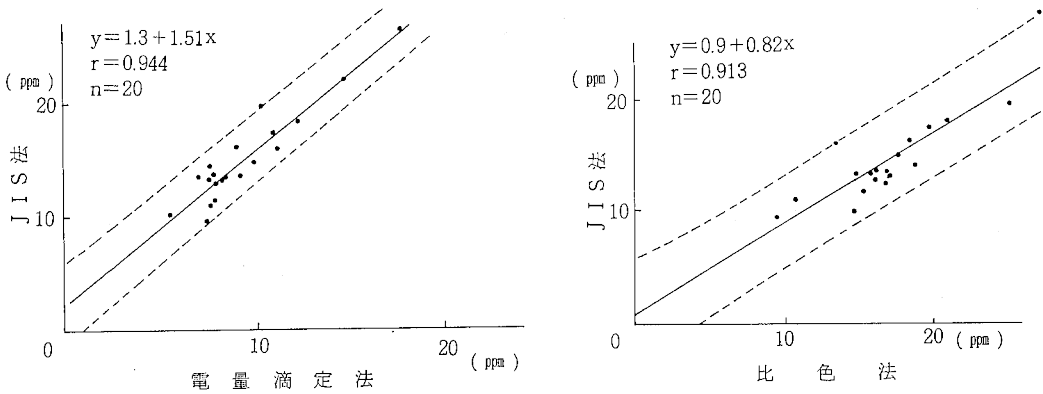 y=1.3+1.51x
r=0.944
n=20
(ppm)
20
10
JIS法
0
10
20
(ppm)
電量滴定法
y=0.9+0.82x
r=0.913
n=20
(ppm)
20
10
JIS法
0
10
20
(ppm)
比色法